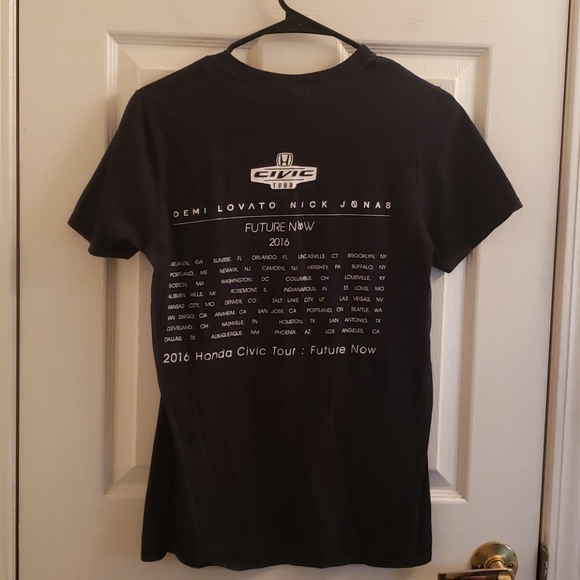 CIVIC
TOUR
DEMI LOVATO NICK JONAS
FUTURE NOW
2016
ATLANTA, GA SUNRISE, FL ORLANDO, FL UNCASVILLE, CT BROOKLYN, NY
PORTLAND, ME NEWARK, NJ CAMDEN, NJ HERSHEY, PA BUFFALO, NY
BOSTON, MA WASHINGTON, DC COLUMBUS, OH LOUISVILLE, KY
AUBURN HILLS, MI ROSEMONT, IL INDIANAPOLIS, IN ST. LOUIS, MO
KANSAS CITY, MO DENVER, CO SALT LAKE CITY, UT LAS VEGAS, NV
SAN DIEGO, CA ANAHEIM, CA SAN JOSE, CA PORTLAND, OR SEATTLE, WA
CLEVELAND, OH NASHVILLE, TN HOUSTON, TX SAN ANTONIO, TX
DALLAS, TX ALBUQUERQUE, NM PHOENIX, AZ LOS ANGELES, CA
2016 Honda Civic Tour : Future Now